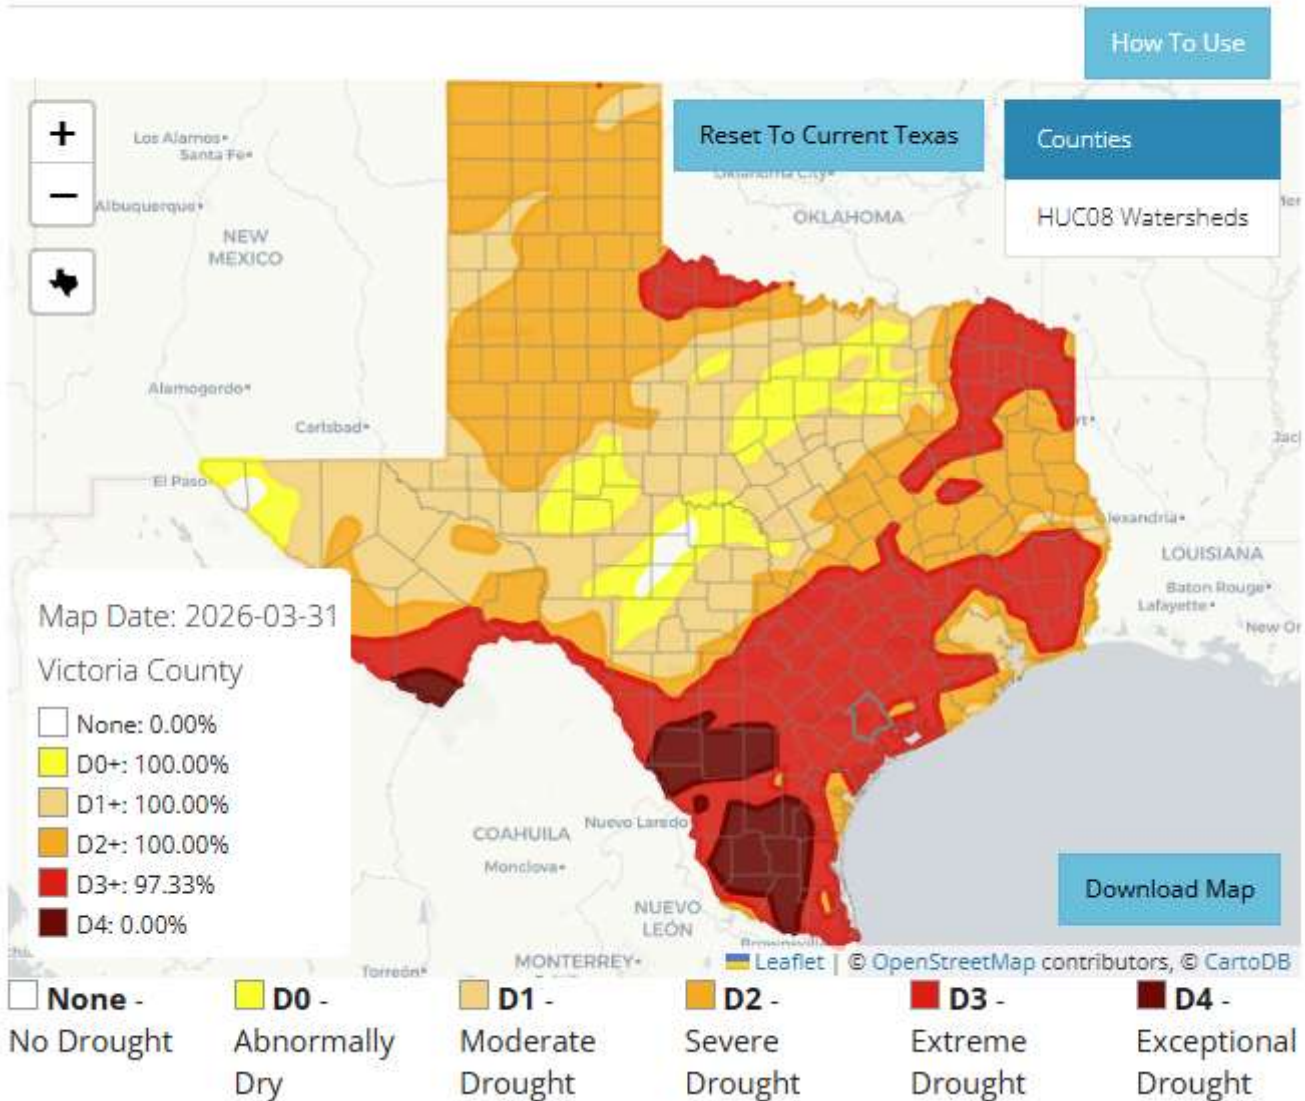 How To Use
+
Reset To Current Texas
Counties
Los Alamos
Santa Fe
Oklahoma City
HUC08 Watersheds
−
Albuquerque
OKLAHOMA
NEW
MEXICO
Alamogordo
Carlsbad
El Paso
LOUISIANA
Baton Rouge
Lafayette
Map Date: 2026-03-31
Victoria County
None: 0.00%
D0+: 100.00%
D1+: 100.00%
D2+: 100.00%
D3+: 97.33%
D4: 0.00%
COAHUILA
Nuevo Laredo
Monclova
NUEVO
LEÓN
Download Map
Brownsville
MONTERREY
Torreón
Leaflet | © OpenStreetMap contributors, © CartoDB
None - No Drought
D0 - Abnormally Dry
D1 - Moderate Drought
D2 - Severe Drought
D3 - Extreme Drought
D4 - Exceptional Drought